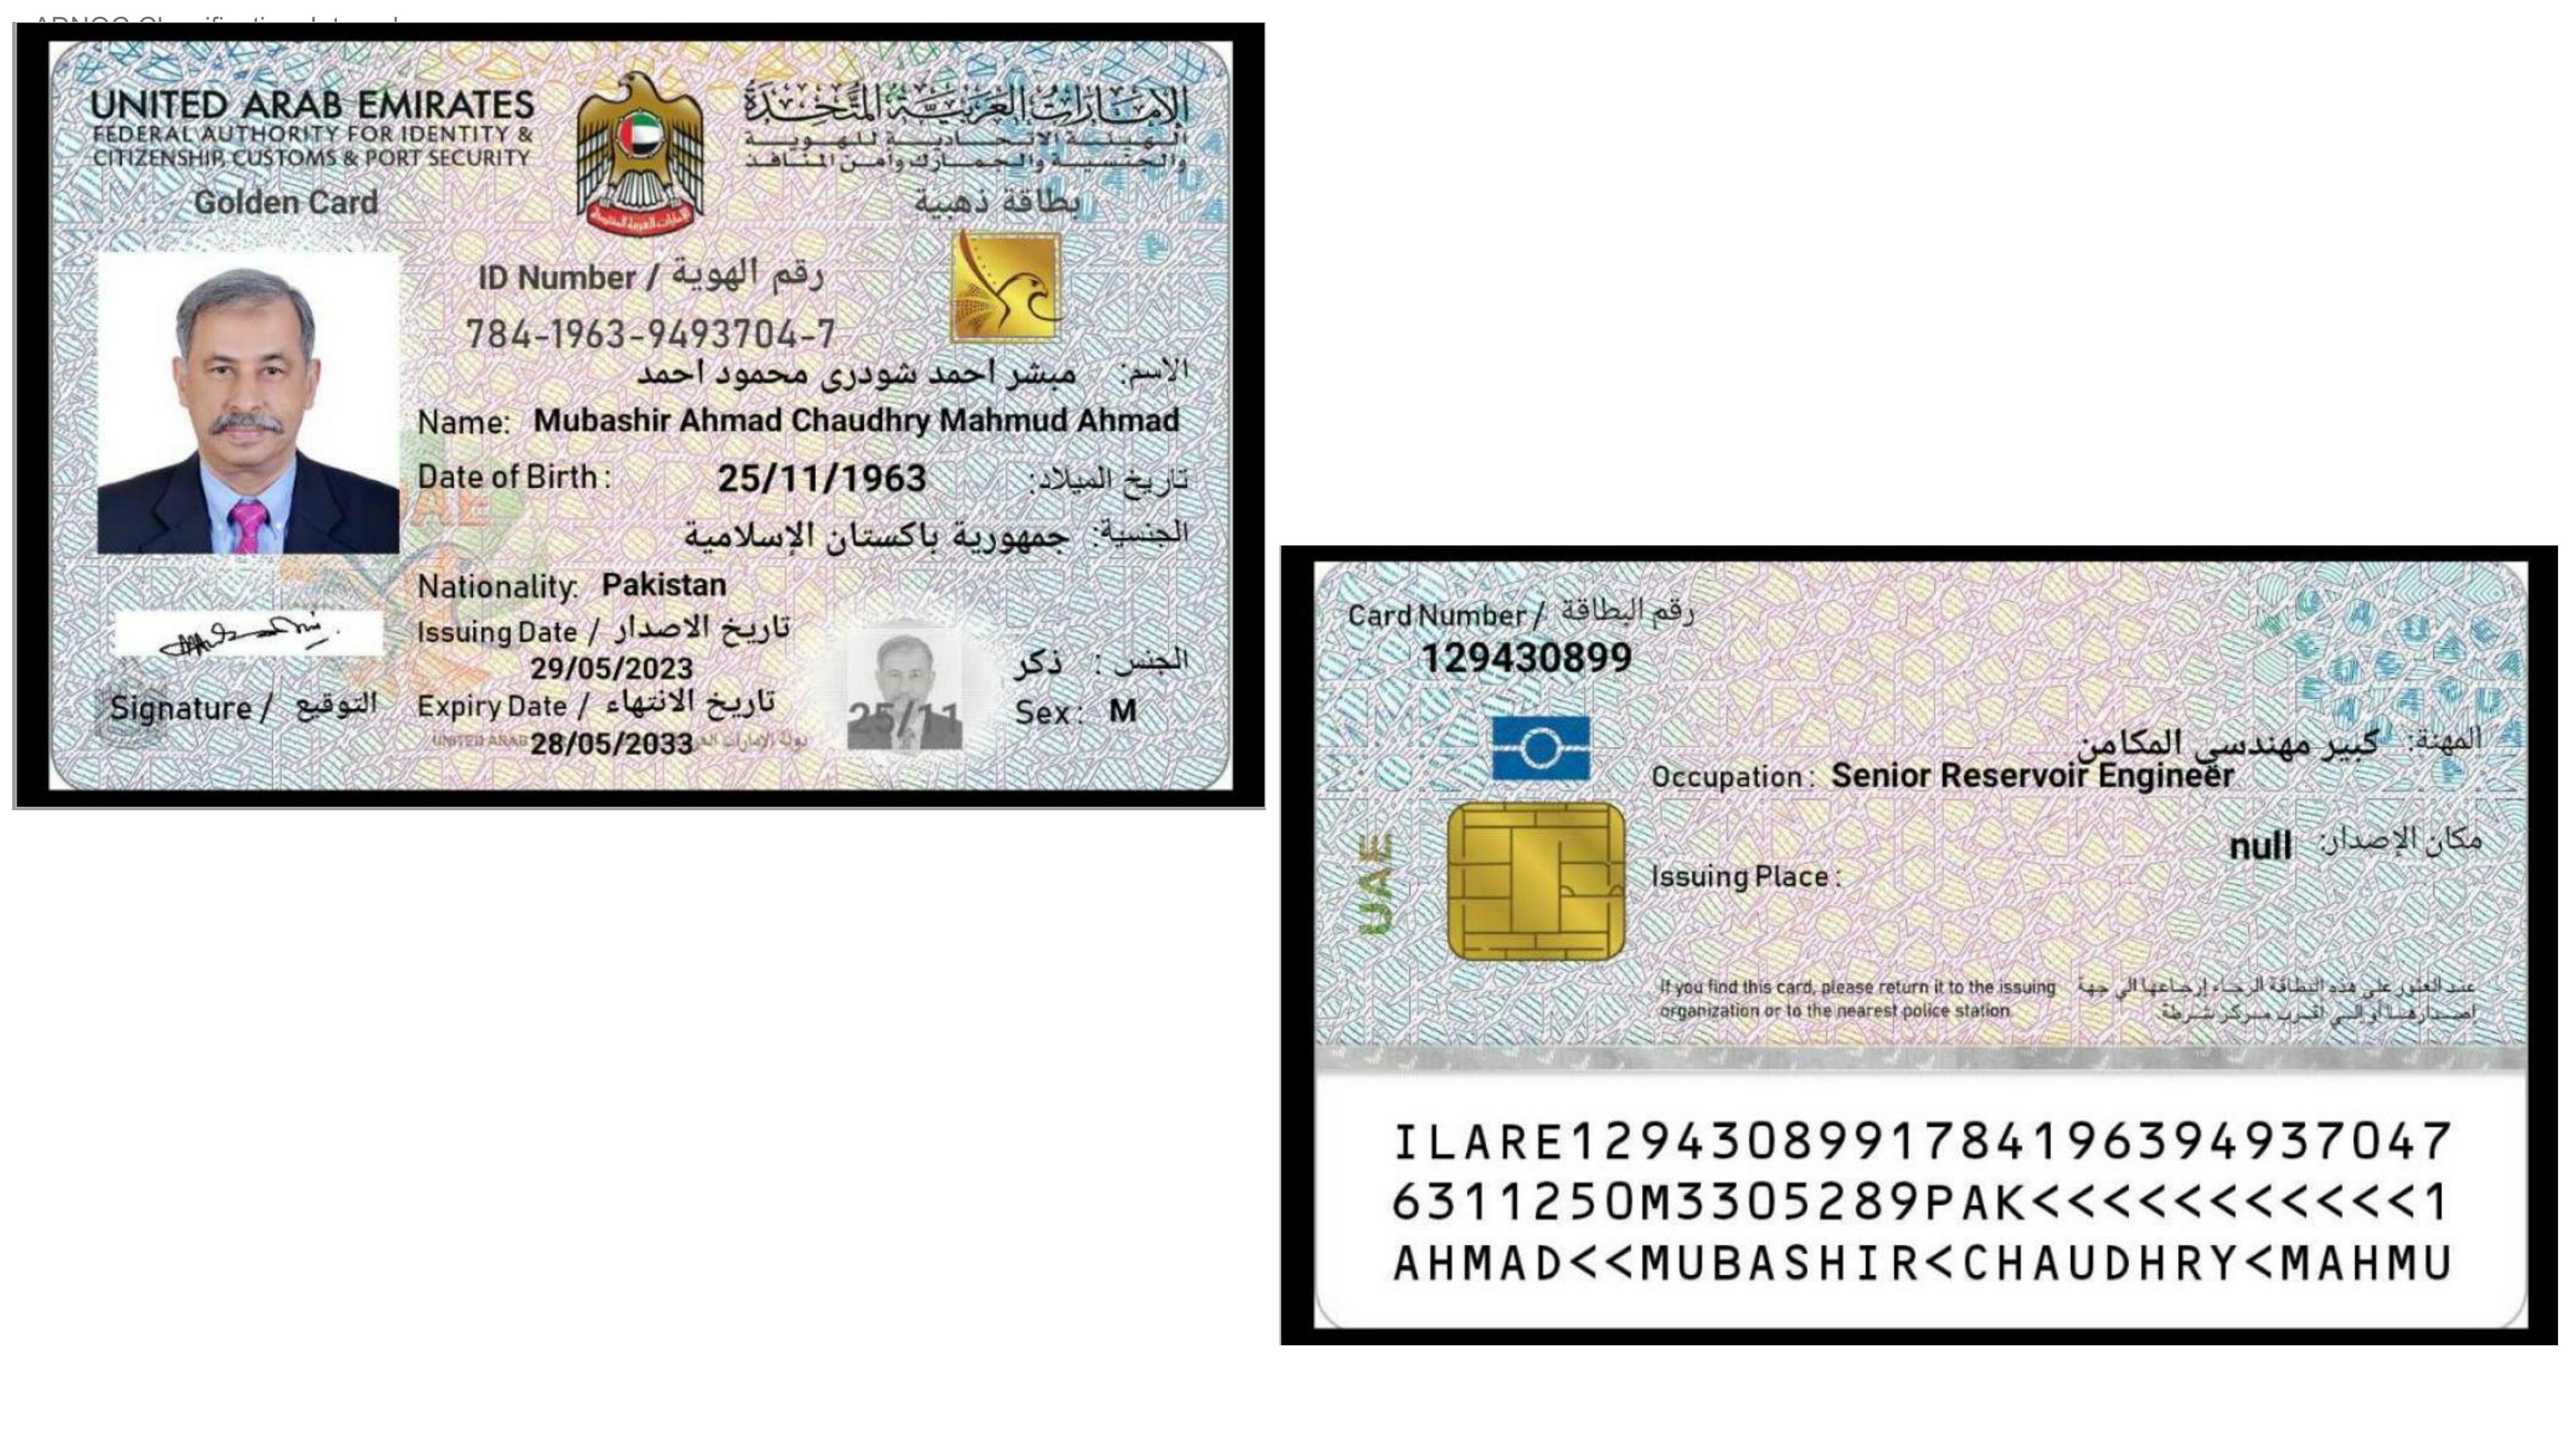 UNITED ARAB EMIRATES
FEDERAL AUTHORITY FOR IDENTITY &
CITIZENSHIP, CUSTOMS & PORT SECURITY
Golden Card
الإمارات العربية المتحدة
الهيئة الاتحادية للهوية
والجنسية والجمارك وأمن المنافذ
بطاقة ذهبية
ID Number / رقم الهوية
784-1963-9493704-7
الاسم: مبشر احمد شودرى محمود احمد
Name: Mubashir Ahmad Chaudhry Mahmud Ahmad
Date of Birth: 25/11/1963 تاريخ الميلاد:
الجنسية: جمهورية باكستان الإسلامية
Nationality: Pakistan
Issuing Date / تاريخ الاصدار
29/05/2023
Expiry Date / تاريخ الانتهاء
28/05/2033
الجنس: ذكر
Sex: M
25/11
Signature / التوقيع
Card Number / رقم البطاقة
129430899
المهنة: كبير مهندسي المكامن
Occupation: Senior Reservoir Engineer
مكان الإصدار: null
Issuing Place:
UAE
If you find this card, please return it to the issuing
organization or to the nearest police station.
عند العثور على هذه البطاقة الرجاء إرجاعها الى جهة
إصدارها أو إلى أقرب مركز شرطة.
ILARE1294308991784196394937047
6311250M3305289PAK<<<<<<<<<<<1
AHMAD<<MUBASHIR<CHAUDHRY<MAHMU